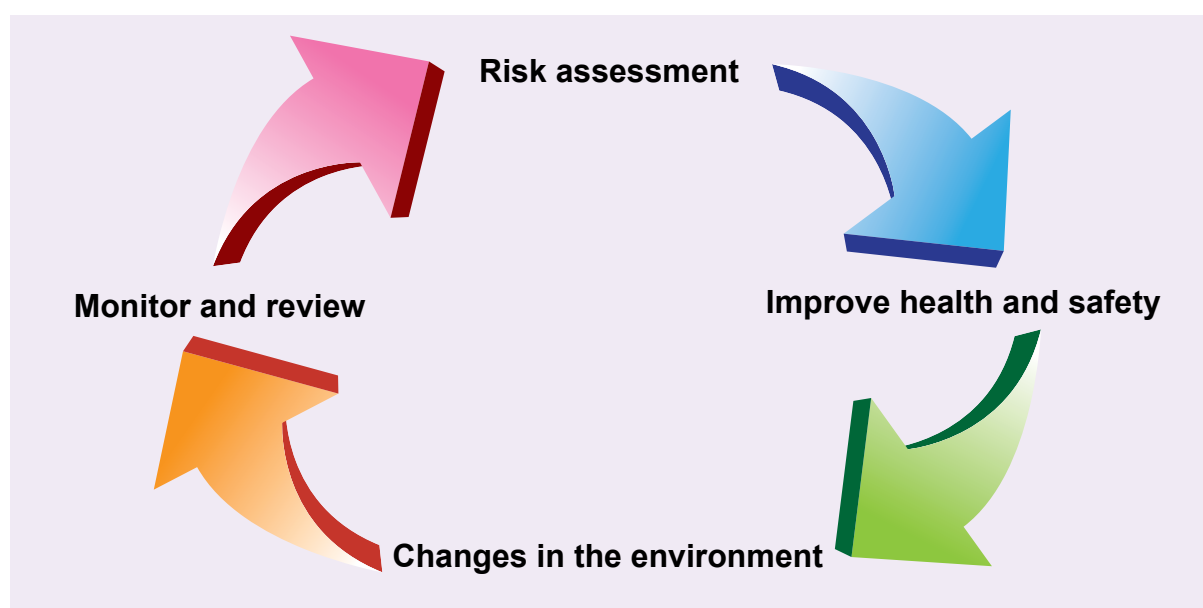 Risk assessment
Improve health and safety
Monitor and review
Changes in the environment